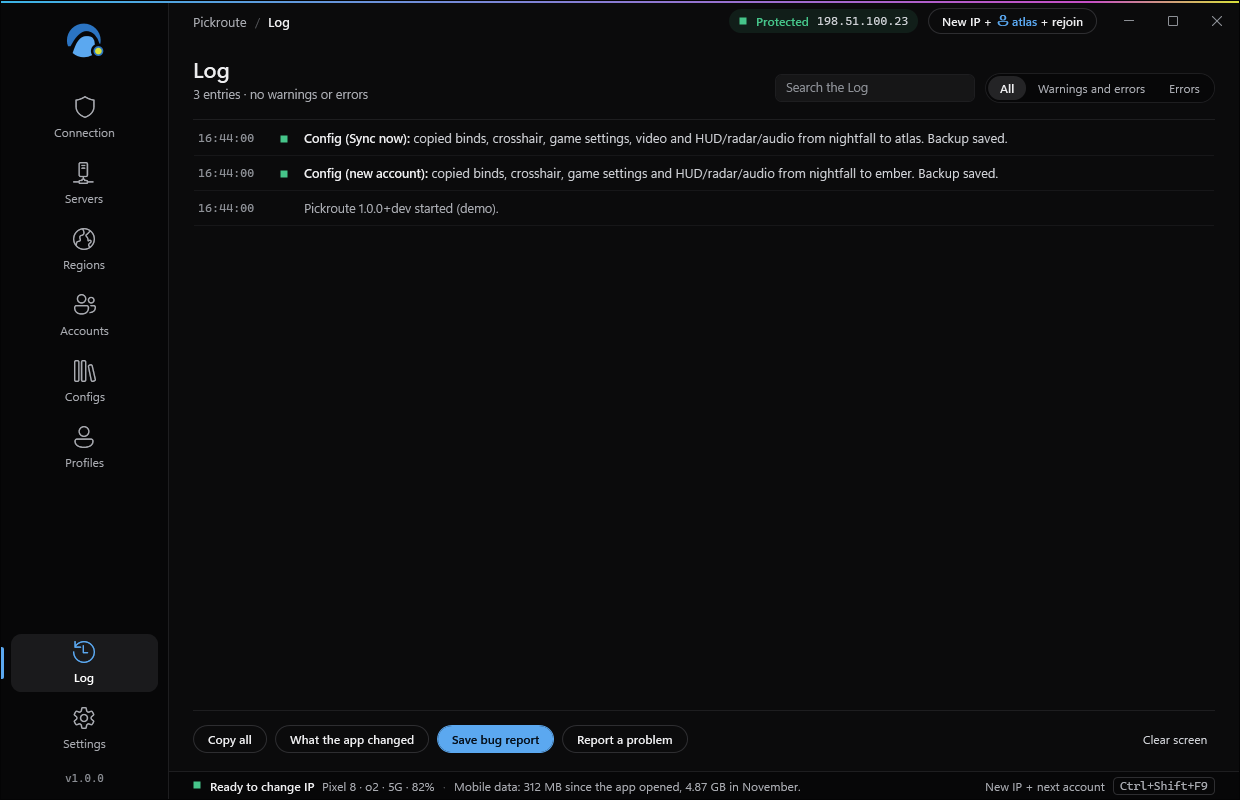 Pickroute / Log
Protected 198.51.100.23
New IP + atlas + rejoin
Connection
Servers
Regions
Accounts
Configs
Profiles
Log
Settings
v1.0.0
Log
3 entries · no warnings or errors
Search the Log
All Warnings and errors Errors
16:44:00 Config (Sync now): copied binds, crosshair, game settings, video and HUD/radar/audio from nightfall to atlas. Backup saved.
16:44:00 Config (new account): copied binds, crosshair, game settings and HUD/radar/audio from nightfall to ember. Backup saved.
16:44:00 Pickroute 1.0.0+dev started (demo).
Copy all What the app changed Save bug report Report a problem Clear screen
Ready to change IP Pixel 8 · o2 · 5G · 82% · Mobile data: 312 MB since the app opened, 4.87 GB in November. New IP + next account Ctrl+Shift+F9